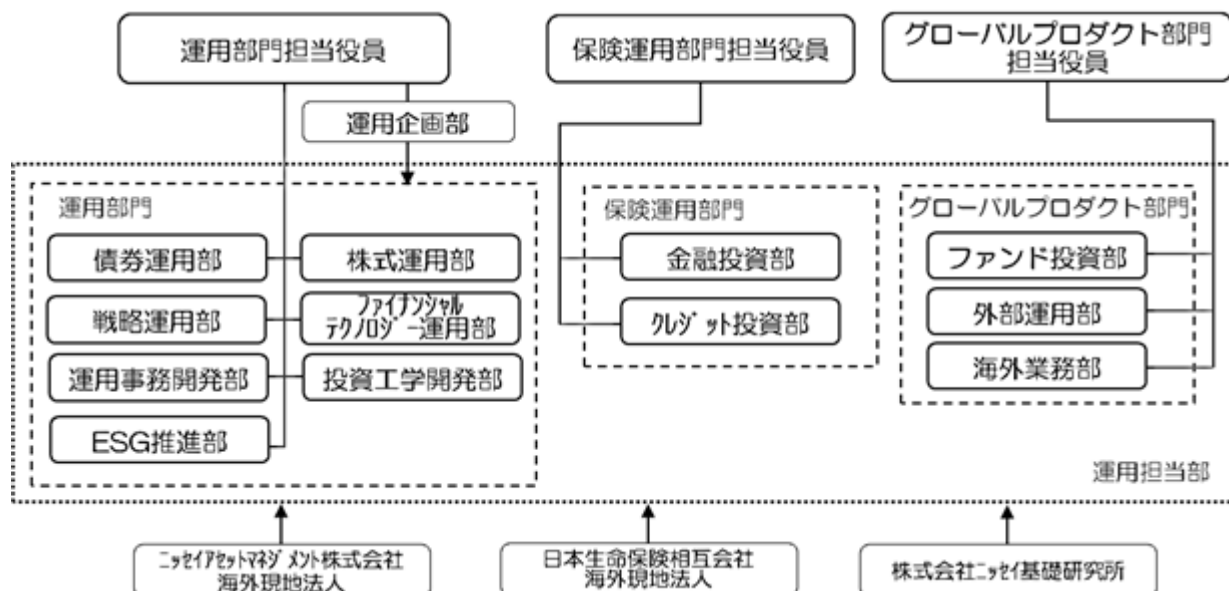 運用部門担当役員
保険運用部門担当役員
グローバルプロダクト部門
担当役員
運用企画部
運用部門
債券運用部
株式運用部
戦略運用部
ファイナンシャル
テクノロジー運用部
運用事務開発部
投資工学開発部
ESG推進部
保険運用部門
金融投資部
クレジット投資部
グローバルプロダクト部門
ファンド投資部
外部運用部
海外業務部
運用担当部
ニッセイアセットマネジメント株式会社
海外現地法人
日本生命保険相互会社
海外現地法人
株式会社ニッセイ基礎研究所